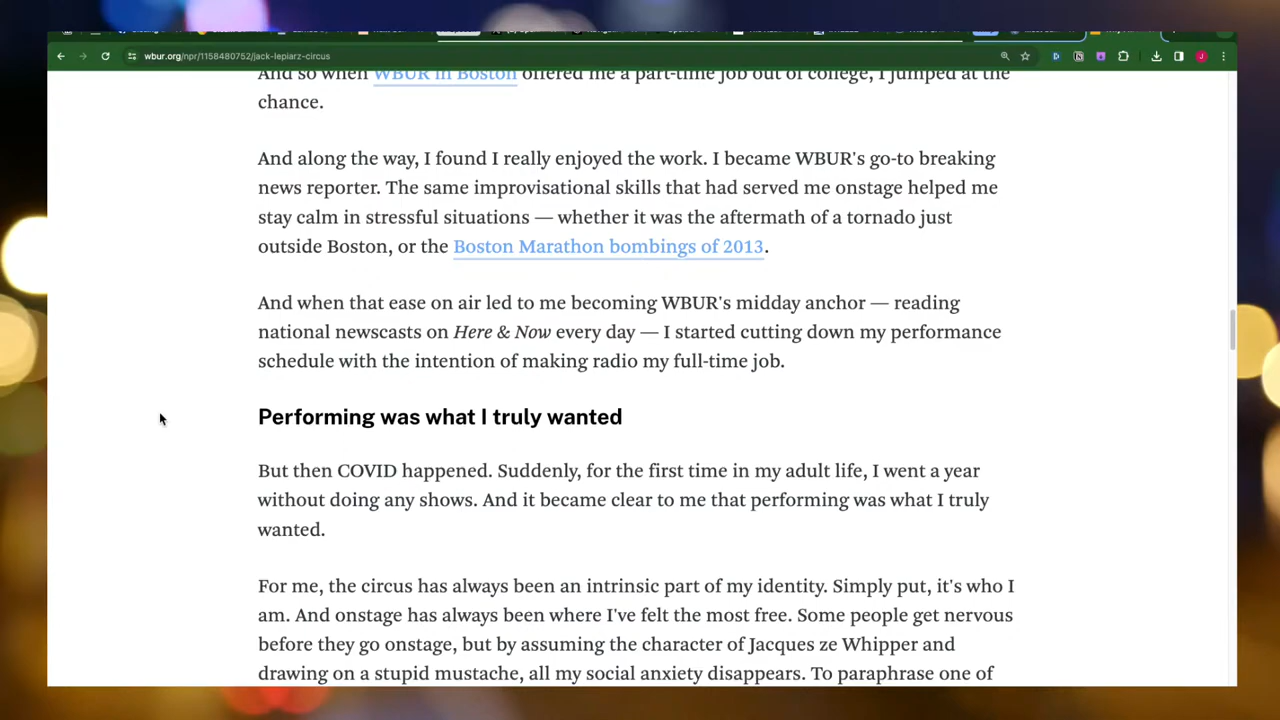 wbur.org/npr/1158480752/jack-lepiarz-circus
And so when WBUR in Boston offered me a part-time job out of college, I jumped at the
chance.
And along the way, I found I really enjoyed the work. I became WBUR's go-to breaking
news reporter. The same improvisational skills that had served me onstage helped me
stay calm in stressful situations — whether it was the aftermath of a tornado just
outside Boston, or the Boston Marathon bombings of 2013.
And when that ease on air led to me becoming WBUR's midday anchor — reading
national newscasts on Here & Now every day — I started cutting down my performance
schedule with the intention of making radio my full-time job.
Performing was what I truly wanted
But then COVID happened. Suddenly, for the first time in my adult life, I went a year
without doing any shows. And it became clear to me that performing was what I truly
wanted.
For me, the circus has always been an intrinsic part of my identity. Simply put, it's who I
am. And onstage has always been where I've felt the most free. Some people get nervous
before they go onstage, but by assuming the character of Jacques ze Whipper and
drawing on a stupid mustache, all my social anxiety disappears. To paraphrase one of